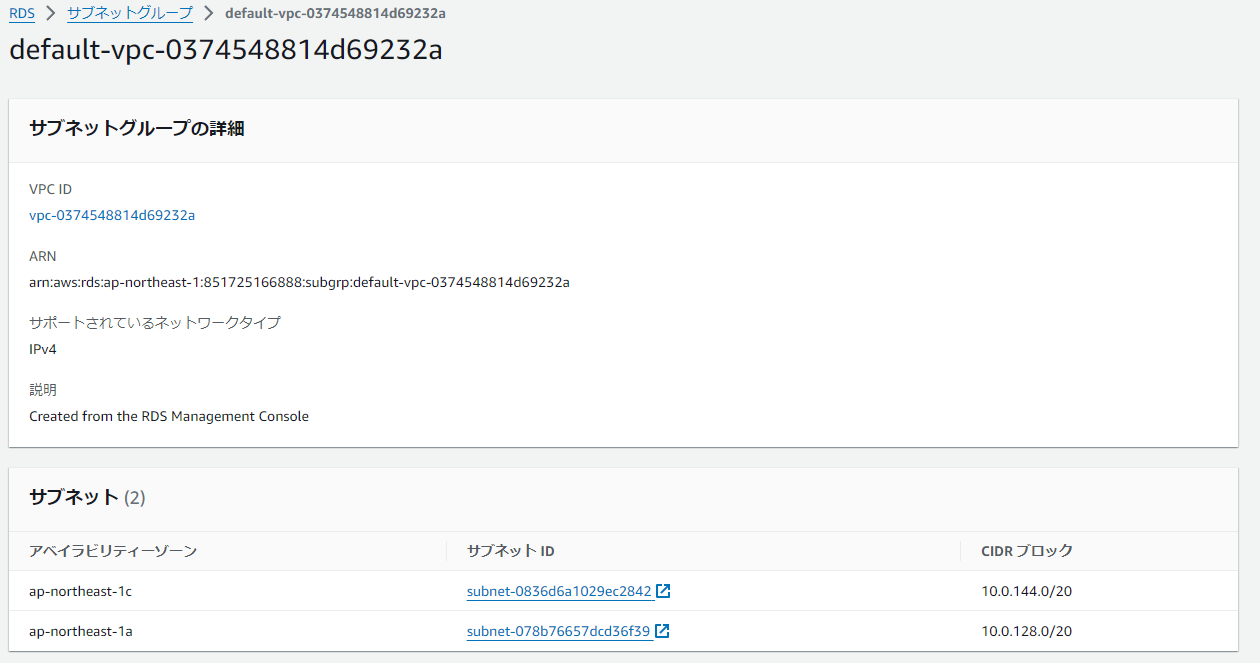 RDS > サブネットグループ > default-vpc-0374548814d69232a
default-vpc-0374548814d69232a
サブネットグループの詳細
VPC ID
vpc-0374548814d69232a
ARN
arn:aws:rds:ap-northeast-1:851725166888:subgrp:default-vpc-0374548814d69232a
サポートされているネットワークタイプ
IPv4
説明
Created from the RDS Management Console
サブネット (2)
アベイラビリティーゾーン サブネット ID CIDR ブロック
ap-northeast-1c subnet-0836d6a1029ec2842 10.0.144.0/20
ap-northeast-1a subnet-078b76657dcd36f39 10.0.128.0/20